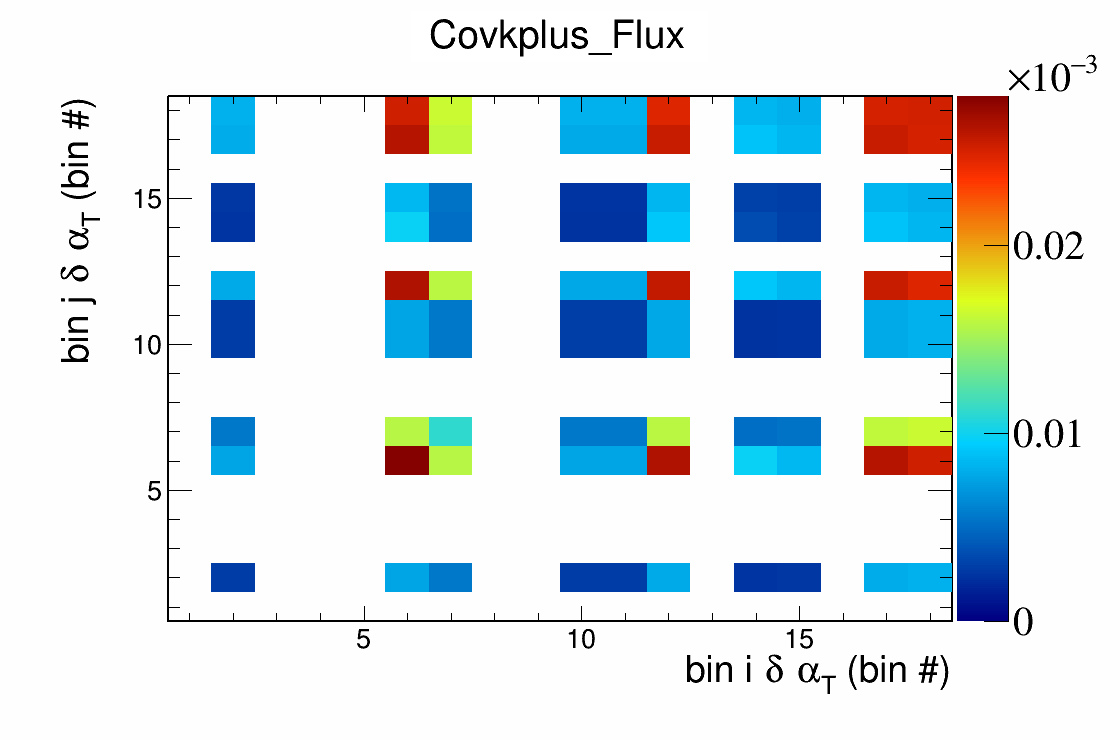 Covkplus_Flux
×10⁻³
bin j δ α_T (bin #)
15
10
5
0.02
0.01
0
5 10 15
bin i δ α_T (bin #)